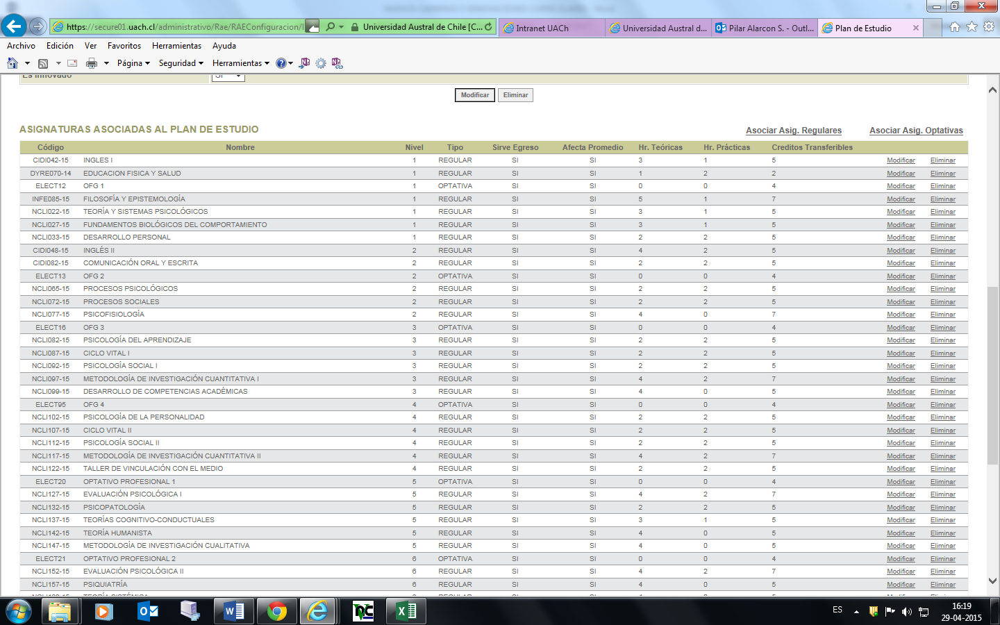 https://secure01.uach.cl/administrativo/Rae/RAEConfiguracion/I
Universidad Austral de Chile [C...
Intranet UACh
Universidad Austral d...
Pilar Alarcon S. - Outl...
Plan de Estudio
Archivo Edición Ver Favoritos Herramientas Ayuda
Página Seguridad Herramientas
Es Innovado SI
Modificar Eliminar
ASIGNATURAS ASOCIADAS AL PLAN DE ESTUDIO Asociar Asig. Regulares Asociar Asig. Optativas
Código Nombre Nivel Tipo Sirve Egreso Afecta Promedio Hr. Teóricas Hr. Prácticas Creditos Transferibles
CIDI042-15 INGLES I 1 REGULAR SI SI 3 1 5 Modificar Eliminar
DYRE070-14 EDUCACION FISICA Y SALUD 1 REGULAR SI SI 1 2 2 Modificar Eliminar
ELECT12 OFG 1 1 OPTATIVA SI SI 0 0 4 Modificar Eliminar
INFE085-15 FILOSOFÍA Y EPISTEMOLOGÍA 1 REGULAR SI SI 5 1 7 Modificar Eliminar
NCLI022-15 TEORÍA Y SISTEMAS PSICOLÓGICOS 1 REGULAR SI SI 3 1 5 Modificar Eliminar
NCLI027-15 FUNDAMENTOS BIOLÓGICOS DEL COMPORTAMIENTO 1 REGULAR SI SI 3 1 5 Modificar Eliminar
NCLI033-15 DESARROLLO PERSONAL 1 REGULAR SI SI 2 2 5 Modificar Eliminar
CIDI048-15 INGLÉS II 2 REGULAR SI SI 4 2 5 Modificar Eliminar
CIDI082-15 COMUNICACIÓN ORAL Y ESCRITA 2 REGULAR SI SI 2 2 5 Modificar Eliminar
ELECT13 OFG 2 2 OPTATIVA SI SI 0 0 4 Modificar Eliminar
NCLI065-15 PROCESOS PSICOLÓGICOS 2 REGULAR SI SI 2 2 5 Modificar Eliminar
NCLI072-15 PROCESOS SOCIALES 2 REGULAR SI SI 2 2 5 Modificar Eliminar
NCLI077-15 PSICOFISIOLOGÍA 2 REGULAR SI SI 4 0 7 Modificar Eliminar
ELECT16 OFG 3 3 OPTATIVA SI SI 0 0 4 Modificar Eliminar
NCLI082-15 PSICOLOGÍA DEL APRENDIZAJE 3 REGULAR SI SI 2 2 5 Modificar Eliminar
NCLI087-15 CICLO VITAL I 3 REGULAR SI SI 2 2 5 Modificar Eliminar
NCLI092-15 PSICOLOGÍA SOCIAL I 3 REGULAR SI SI 2 2 5 Modificar Eliminar
NCLI097-15 METODOLOGÍA DE INVESTIGACIÓN CUANTITATIVA I 3 REGULAR SI SI 4 2 7 Modificar Eliminar
NCLI099-15 DESARROLLO DE COMPETENCIAS ACADÉMICAS 3 REGULAR SI SI 4 0 5 Modificar Eliminar
ELECT95 OFG 4 4 OPTATIVA SI SI 0 0 4 Modificar Eliminar
NCLI102-15 PSICOLOGÍA DE LA PERSONALIDAD 4 REGULAR SI SI 2 2 5 Modificar Eliminar
NCLI107-15 CICLO VITAL II 4 REGULAR SI SI 2 2 5 Modificar Eliminar
NCLI112-15 PSICOLOGÍA SOCIAL II 4 REGULAR SI SI 2 2 5 Modificar Eliminar
NCLI117-15 METODOLOGÍA DE INVESTIGACIÓN CUANTITATIVA II 4 REGULAR SI SI 4 2 7 Modificar Eliminar
NCLI122-15 TALLER DE VINCULACIÓN CON EL MEDIO 4 REGULAR SI SI 2 2 5 Modificar Eliminar
ELECT20 OPTATIVO PROFESIONAL 1 5 OPTATIVA SI SI 0 0 4 Modificar Eliminar
NCLI127-15 EVALUACIÓN PSICOLÓGICA I 5 REGULAR SI SI 4 2 7 Modificar Eliminar
NCLI132-15 PSICOPATOLOGÍA 5 REGULAR SI SI 2 2 5 Modificar Eliminar
NCLI137-15 TEORÍAS COGNITIVO-CONDUCTUALES 5 REGULAR SI SI 3 1 5 Modificar Eliminar
NCLI142-15 TEORÍA HUMANISTA 5 REGULAR SI SI 4 0 5 Modificar Eliminar
NCLI147-15 METODOLOGÍA DE INVESTIGACIÓN CUALITATIVA 5 REGULAR SI SI 4 0 5 Modificar Eliminar
ELECT21 OPTATIVO PROFESIONAL 2 6 OPTATIVA SI SI 0 0 4 Modificar Eliminar
NCLI152-15 EVALUACIÓN PSICOLÓGICA II 6 REGULAR SI SI 4 2 7 Modificar Eliminar
NCLI157-15 PSIQUIATRÍA 6 REGULAR SI SI 4 0 5 Modificar Eliminar
TEORÍA SISTÉMICA REGULAR SI SI Modificar Eliminar
ES 16:19
29-04-2015